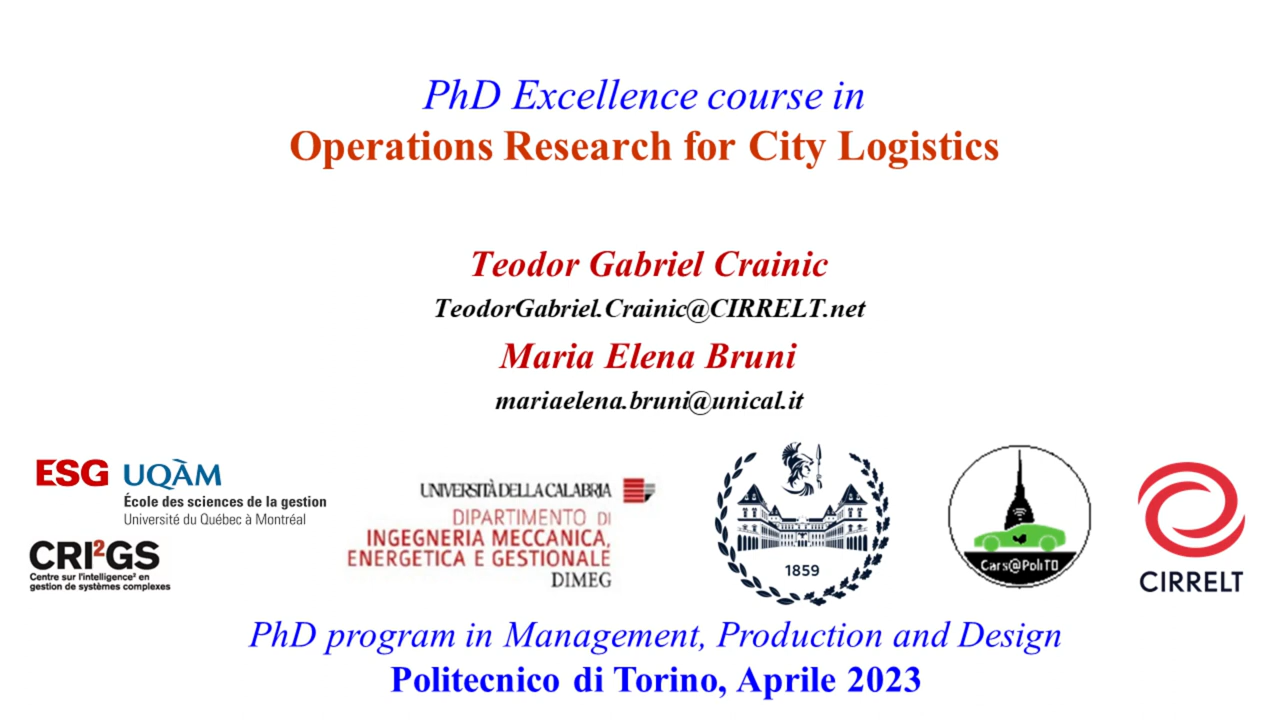 PhD Excellence course in
Operations Research for City Logistics
Teodor Gabriel Crainic
TeodorGabriel.Crainic@CIRRELT.net
Maria Elena Bruni
mariaelena.bruni@unical.it
ESG UQÀM
École des sciences de la gestion
Université du Québec à Montréal
CRI²GS
Centre sur l'intelligence² en
gestion de systèmes complexes
UNIVERSITÀ DELLA CALABRIA
DIPARTIMENTO DI
INGEGNERIA MECCANICA,
ENERGETICA E GESTIONALE
DIMEG
1859
Cars@PoliTO
CIRRELT
PhD program in Management, Production and Design
Politecnico di Torino, Aprile 2023